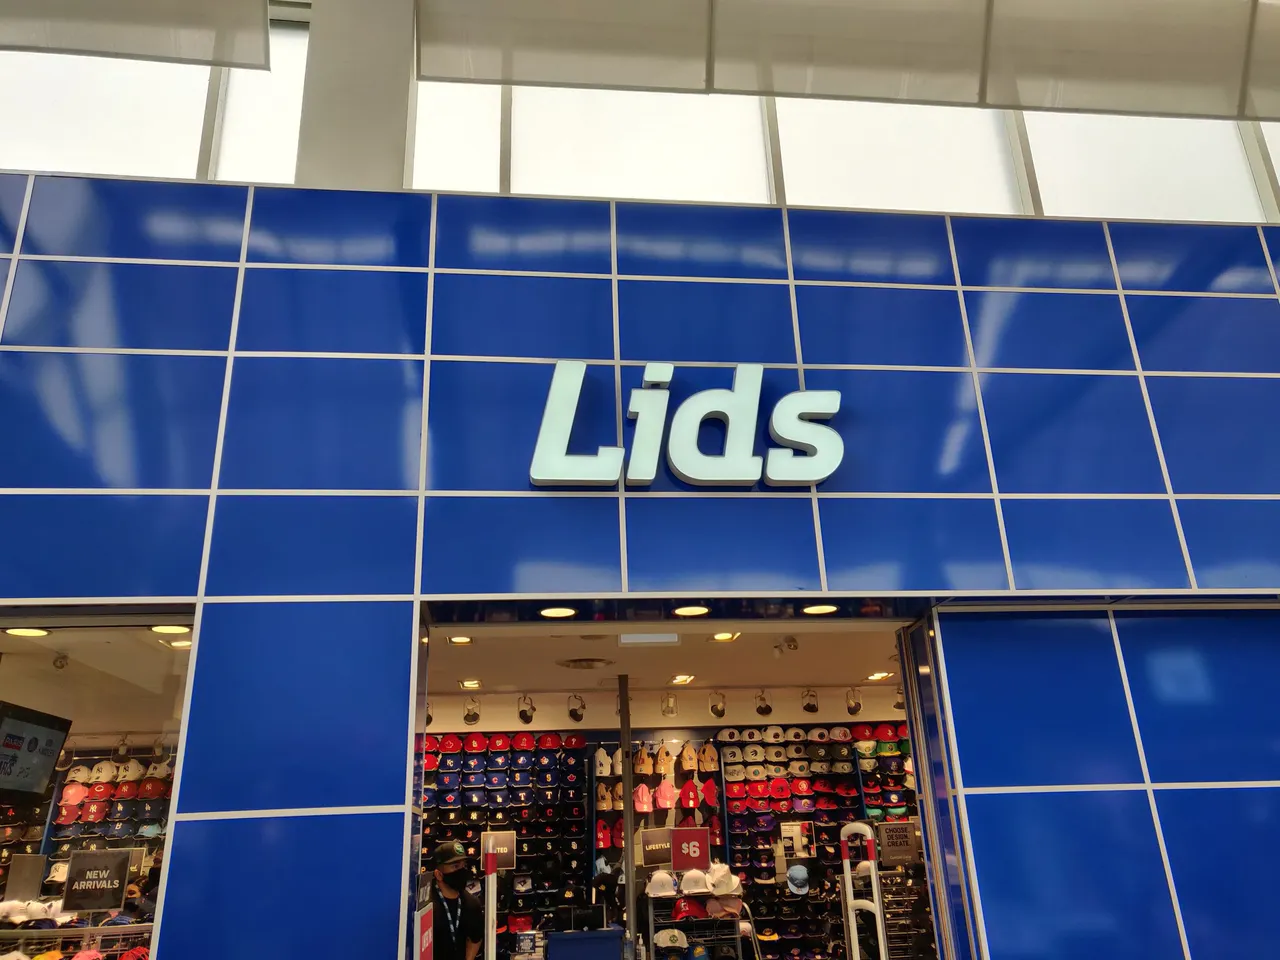 Lids
NEW
ARRIVALS
LIFESTYLE
$6
CHOOSE.
DESIGN.
CREATE.